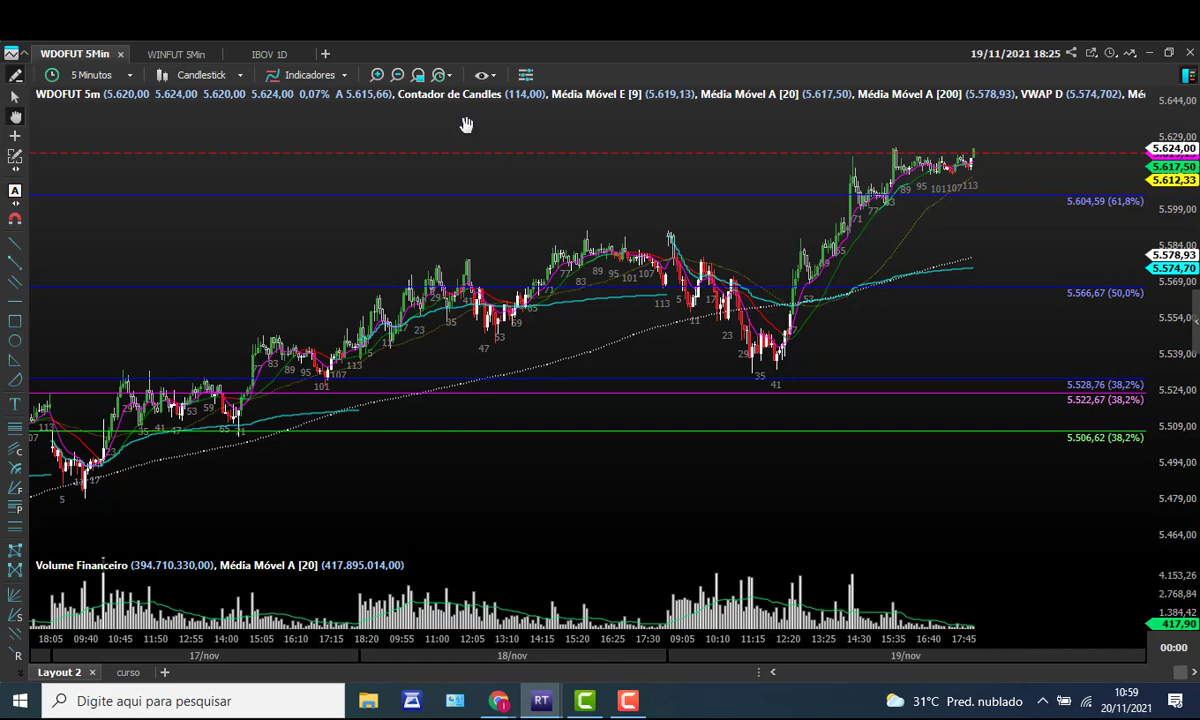 WDOFUT 5Min × WINFUT 5Min IBOV 1D + 19/11/2021 18:25
5 Minutos Candlestick Indicadores
WDOFUT 5m (5.620,00 5.624,00 5.620,00 5.624,00 0,07% A 5.615,66), Contador de Candles (114,00), Média Móvel E [9] (5.619,13), Média Móvel A [20] (5.617,50), Média Móvel A [200] (5.578,93), VWAP D (5.574,702), Mé
5.644,00
5.629,00
5.624,00
5.617,50
5.612,33
5.604,59 (61,8%)
5.599,00
5.584,00
5.578,93
5.574,70
5.569,00
5.566,67 (50,0%)
5.554,00
5.539,00
5.528,76 (38,2%)
5.524,00
5.522,67 (38,2%)
5.509,00
5.506,62 (38,2%)
5.494,00
5.479,00
5.464,00
Volume Financeiro (394.710.330,00), Média Móvel A [20] (417.895.014,00)
4.153,26
2.768,84
1.384,42
417,90
18:05 09:40 10:45 11:50 12:55 14:00 15:05 16:10 17:15 18:20 09:55 11:00 12:05 13:10 14:15 15:20 16:25 17:30 09:05 10:10 11:15 12:20 13:25 14:30 15:35 16:40 17:45
00:00
17/nov 18/nov 19/nov
Layout 2 × curso +
Digite aqui para pesquisar
RT
31°C Pred. nublado
10:59
20/11/2021